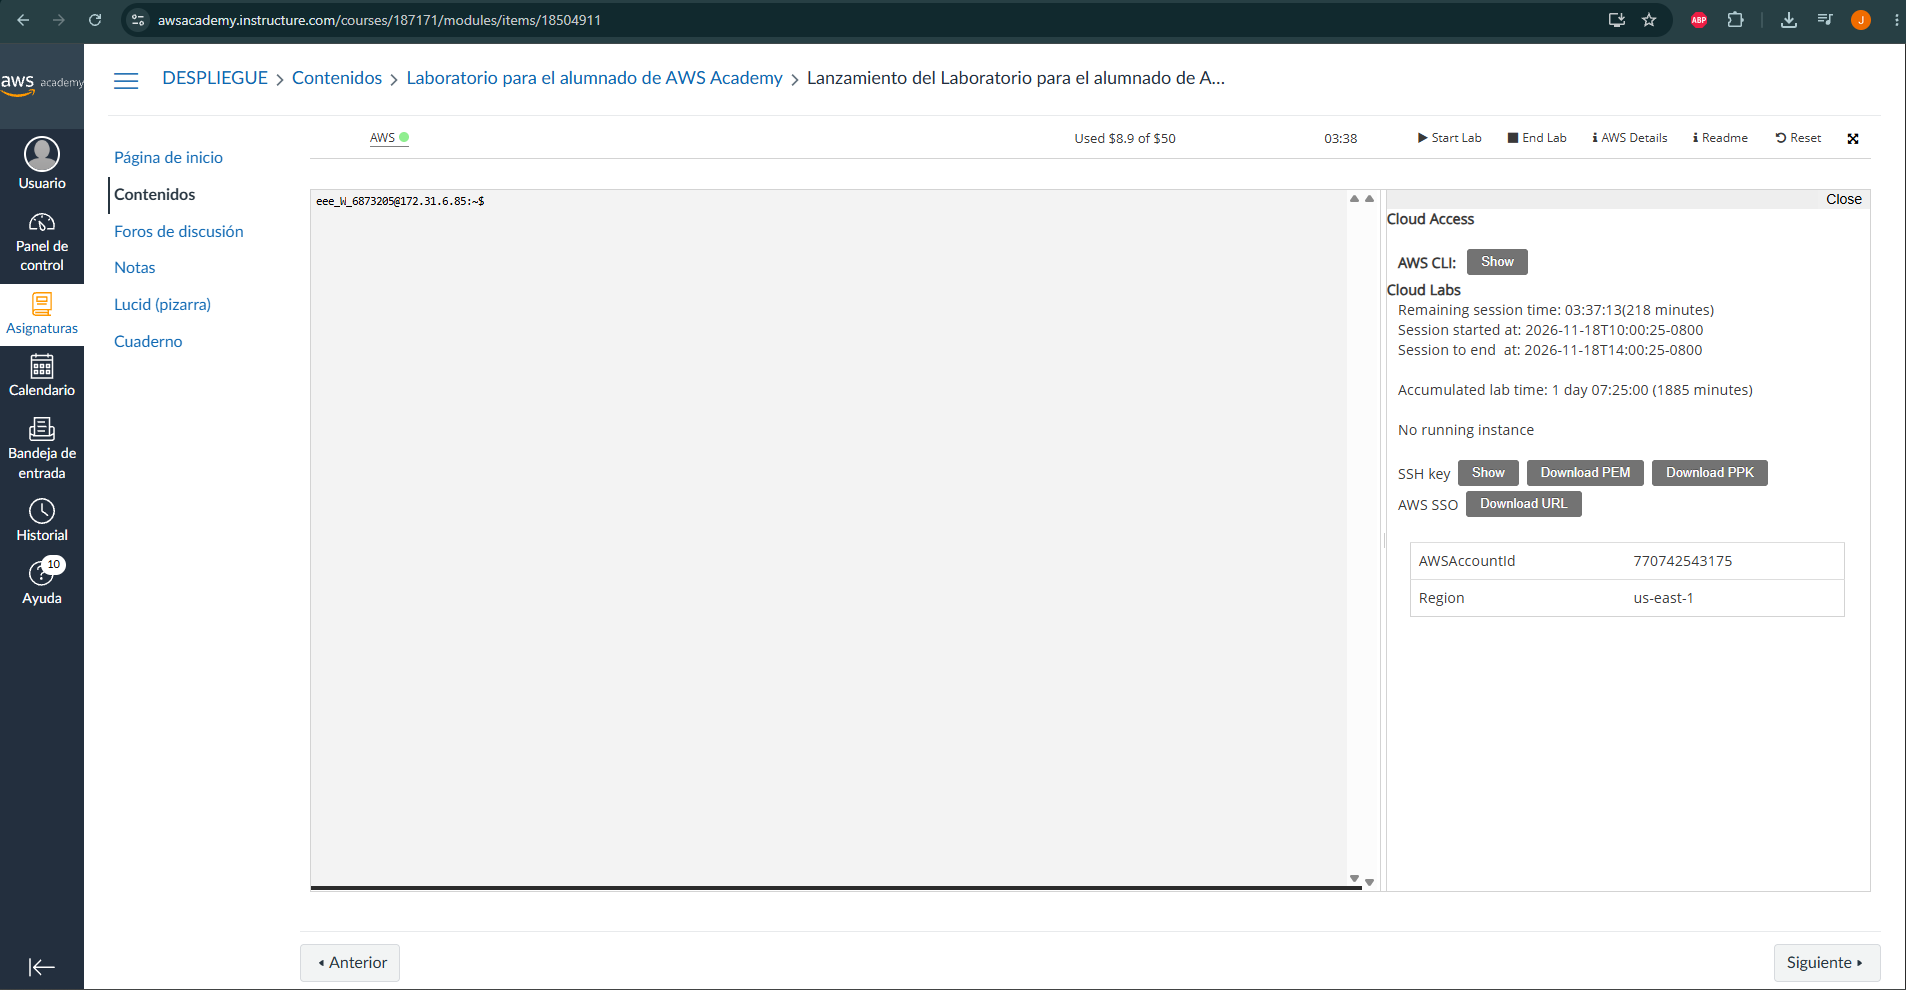 awsacademy.instructure.com/courses/187171/modules/items/18504911
ABP
J
aws academy
Usuario
Panel de
control
Asignaturas
Calendario
Bandeja de
entrada
Historial
10
Ayuda
DESPLIEGUE > Contenidos > Laboratorio para el alumnado de AWS Academy > Lanzamiento del Laboratorio para el alumnado de A...
Página de inicio
Contenidos
Foros de discusión
Notas
Lucid (pizarra)
Cuaderno
AWS Used $8.9 of $50 03:38 Start Lab End Lab AWS Details Readme Reset
eee_W_6873205@172.31.6.85:~$
Close
Cloud Access
AWS CLI: Show
Cloud Labs
Remaining session time: 03:37:13(218 minutes)
Session started at: 2026-11-18T10:00:25-0800
Session to end at: 2026-11-18T14:00:25-0800
Accumulated lab time: 1 day 07:25:00 (1885 minutes)
No running instance
SSH key Show Download PEM Download PPK
AWS SSO Download URL
AWSAccountId 770742543175
Region us-east-1
Anterior
Siguiente